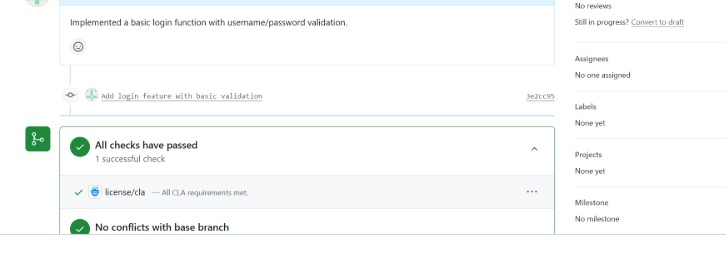 No reviews
Implemented a basic login function with username/password validation.
Still in progress? Convert to draft
Assignees
No one assigned
Add login feature with basic validation 3e2cc95
Labels
None yet
All checks have passed
1 successful check
Projects
None yet
license/cla — All CLA requirements met.
Milestone
No milestone
No conflicts with base branch